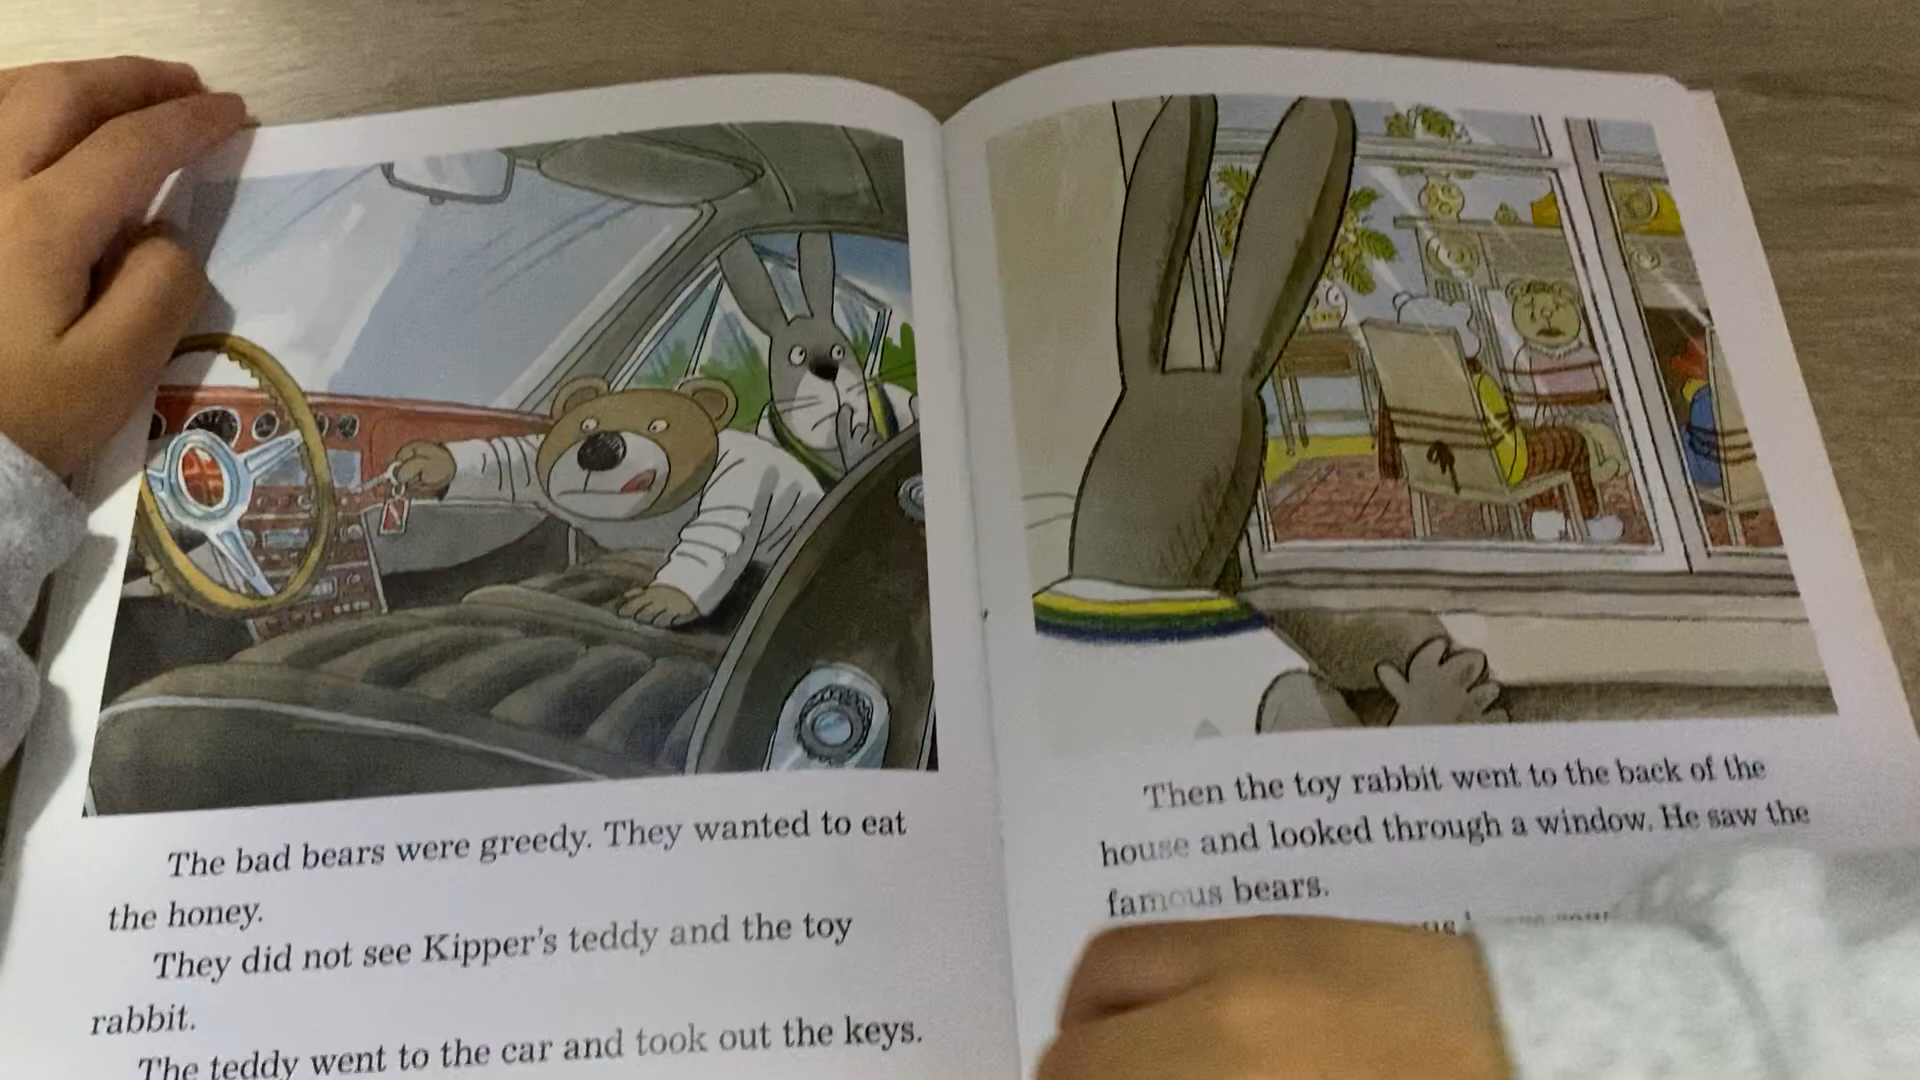 The bad bears were greedy. They wanted to eat
the honey.
They did not see Kipper's teddy and the toy
rabbit.
The teddy went to the car and took out the keys.
Then the toy rabbit went to the back of the
house and looked through a window. He saw the
famous bears.